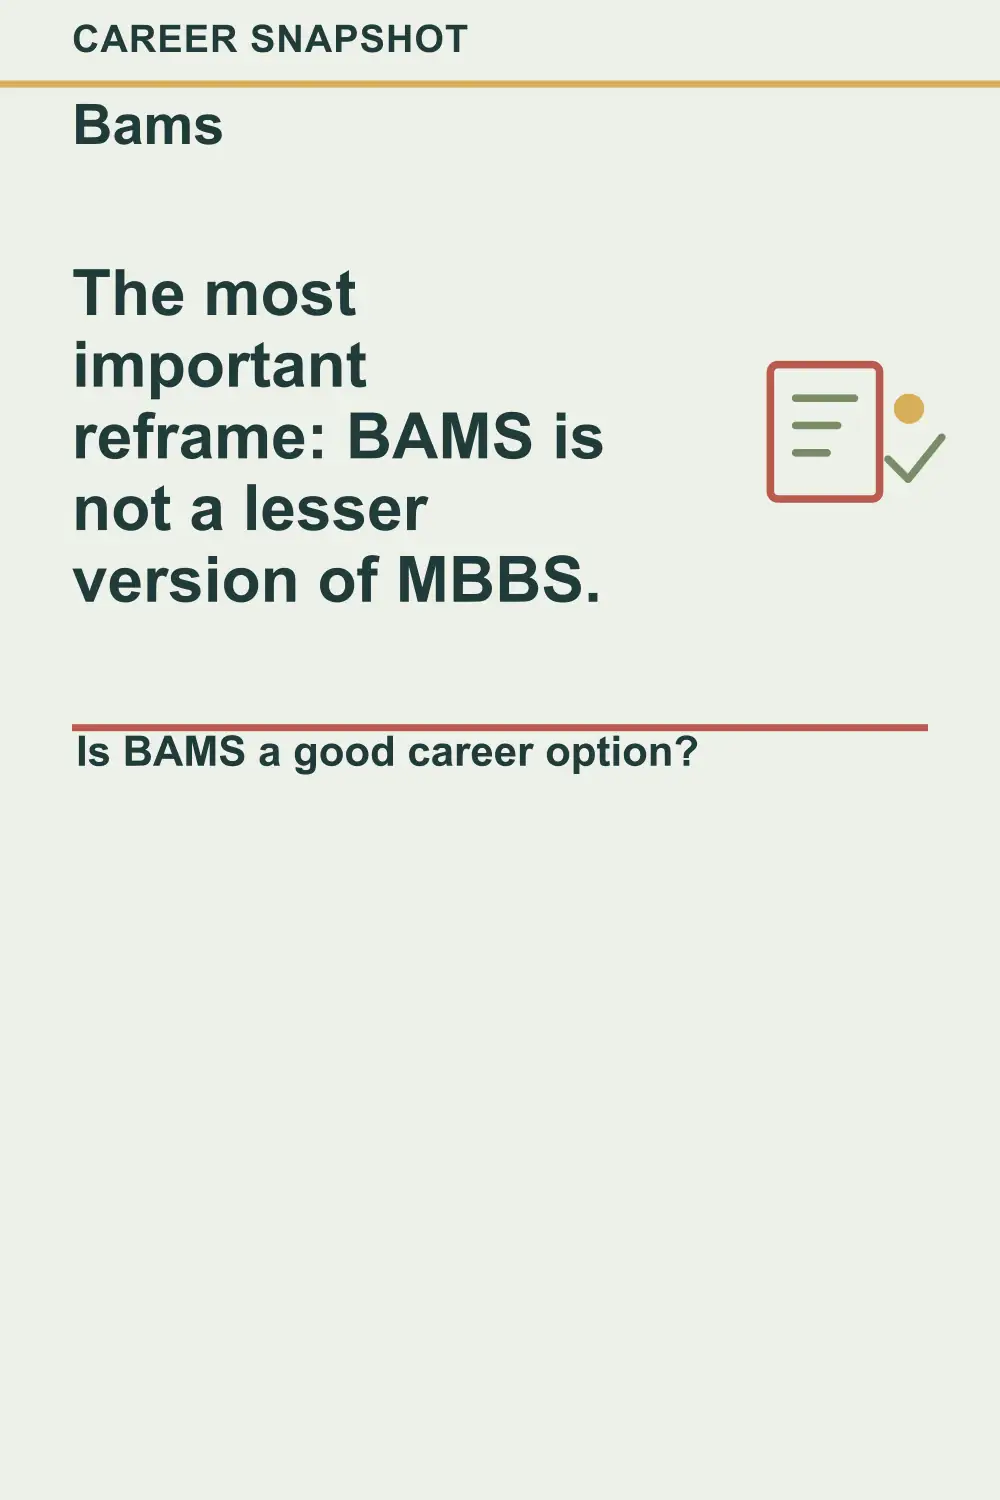 CAREER SNAPSHOT
Bams
The most
important
reframe: BAMS is
not a lesser
version of MBBS.
Is BAMS a good career option?